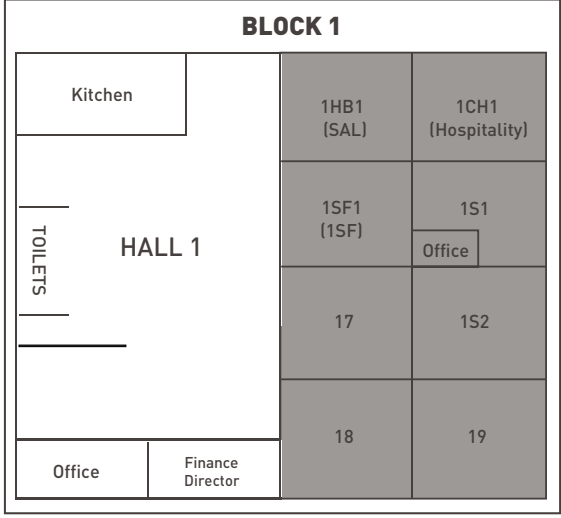 BLOCK 1
Kitchen
1HB1
(SAL)
1CH1
(Hospitality)
TOILETS
HALL 1
1SF1
(1SF)
1S1
Office
17
1S2
18
19
Office
Finance
Director